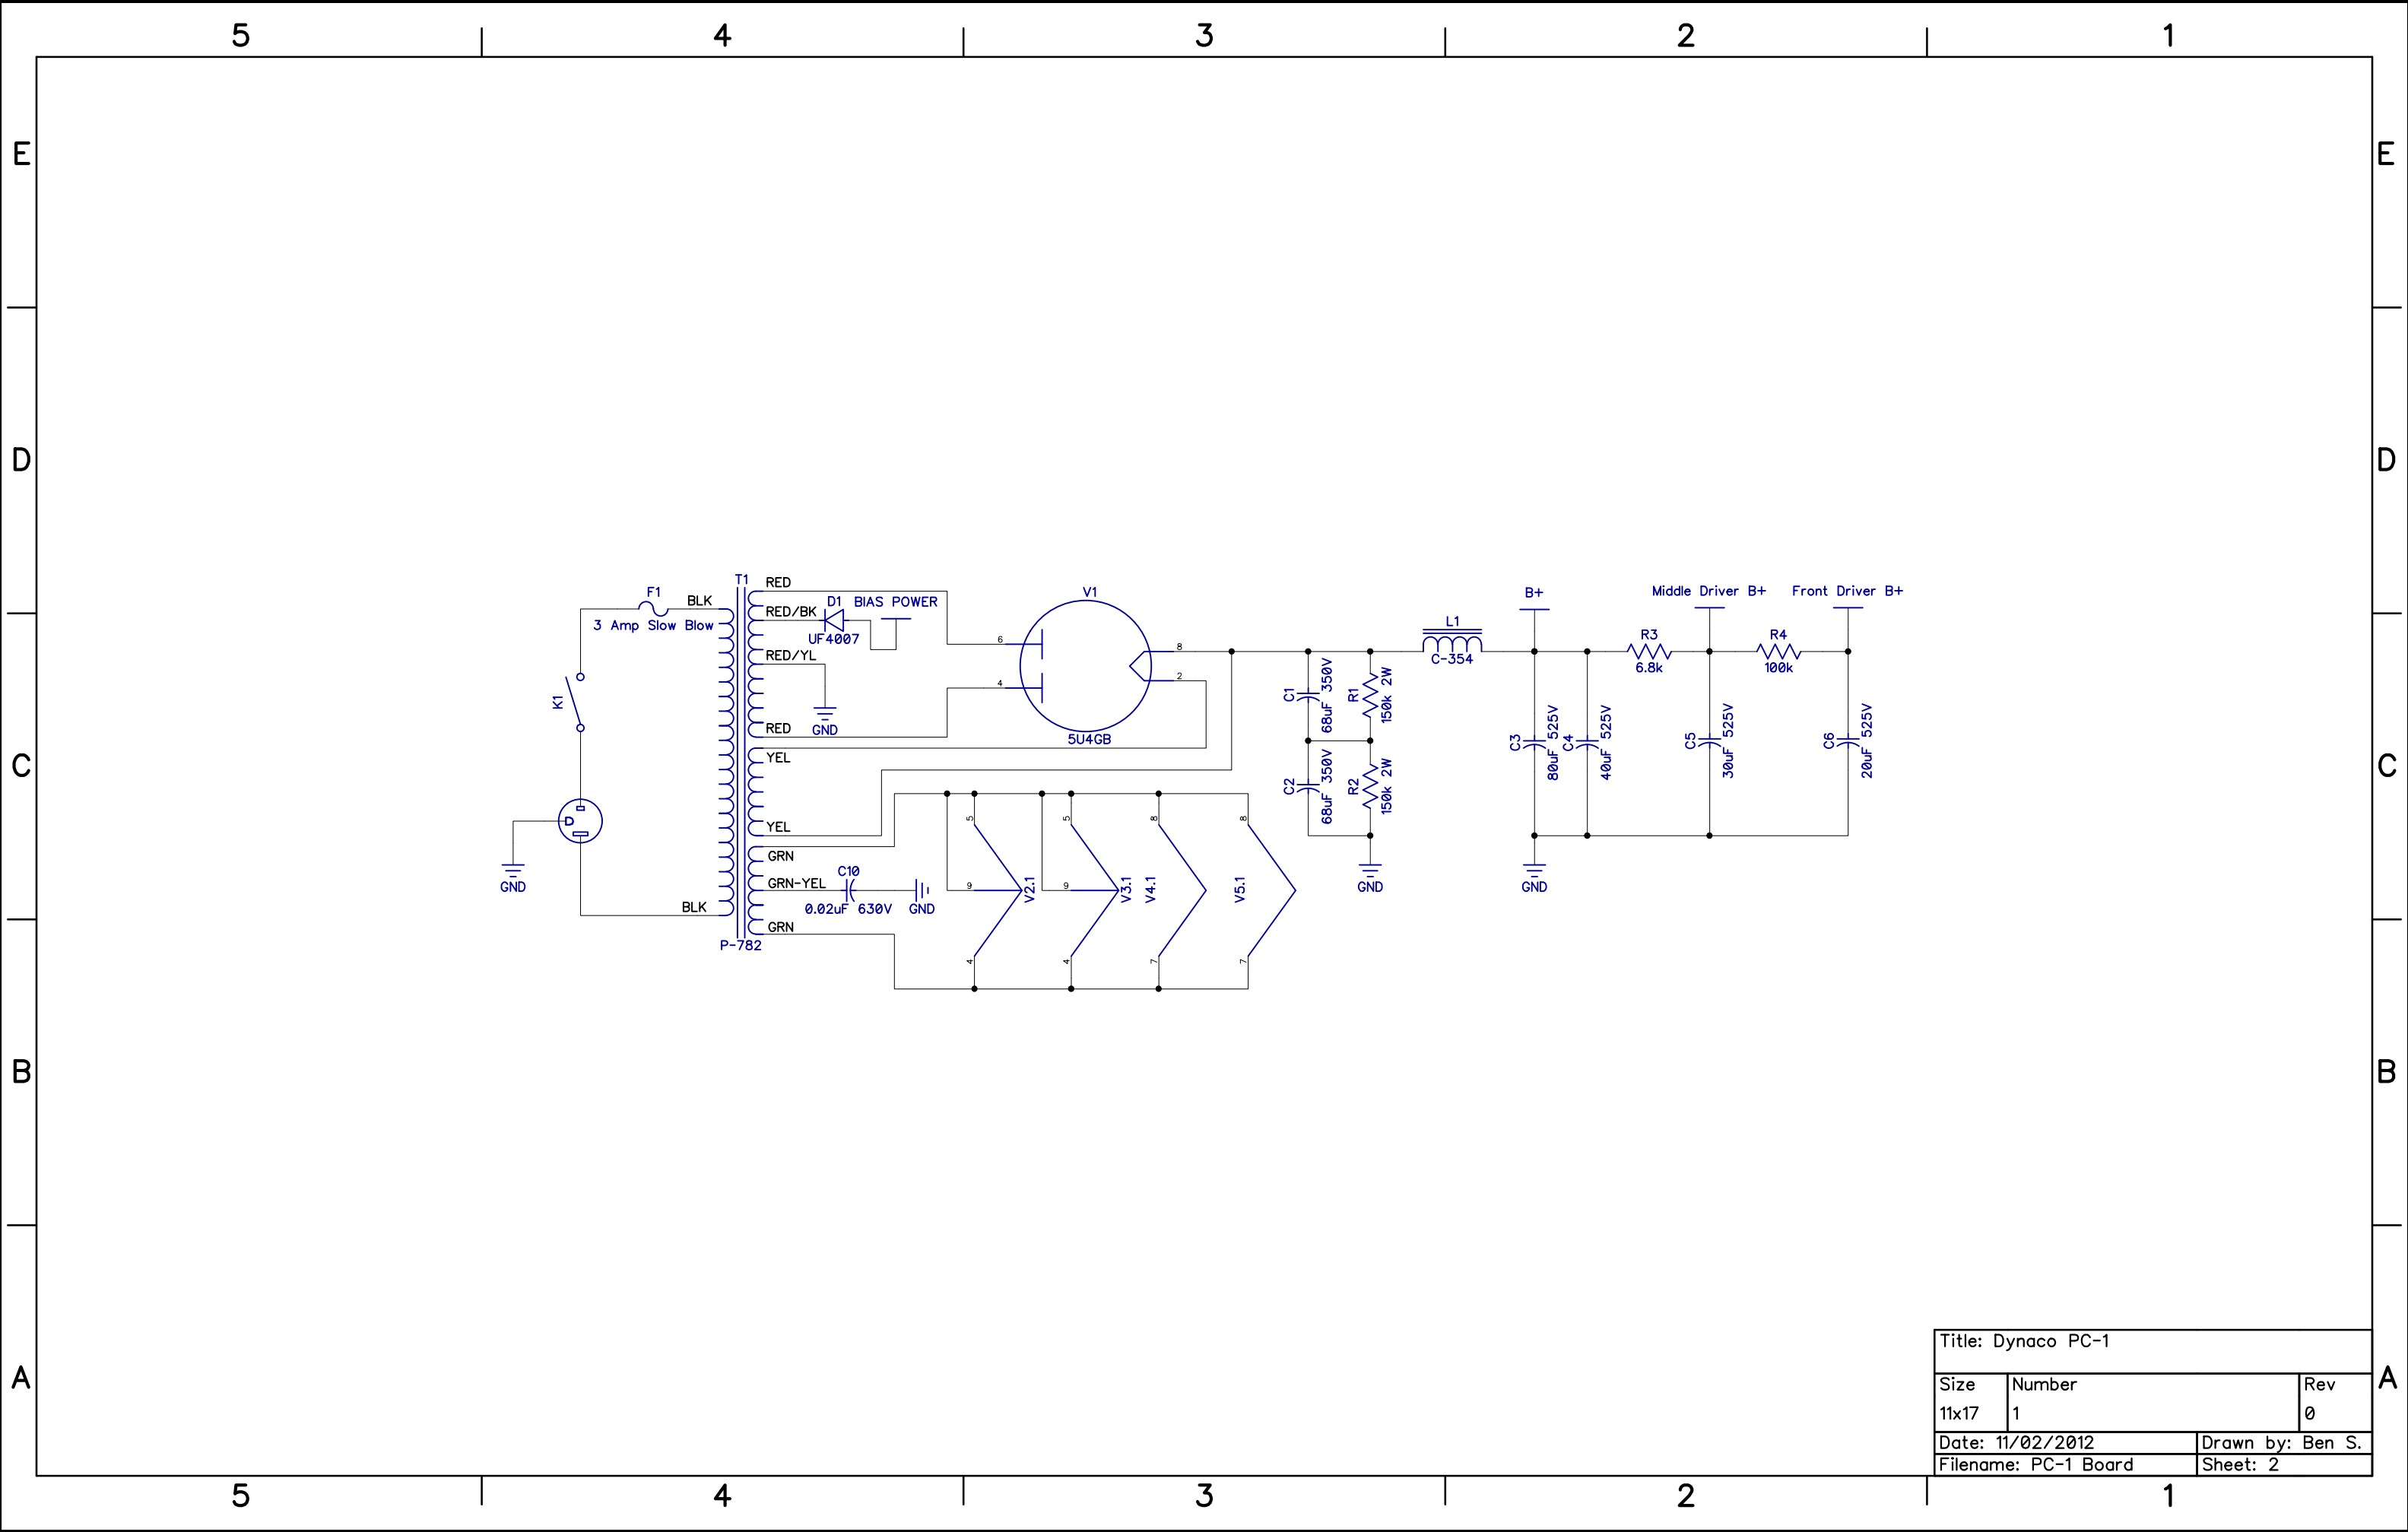 5 4 3 2 1
E E
D D
C C
B B
A A
T1
RED
F1
BLK
3 Amp Slow Blow
RED/BK
D1
BIAS POWER
UF4007
RED/YL
GND
RED
YEL
YEL
K1
D
GND
BLK
P-782
GRN
GRN-YEL
C10
0.02uF 630V
GND
GRN
V1
6
4
8
2
5U4GB
5
9
4
V2.1
5
9
4
V3.1
8
7
V4.1
8
7
V5.1
C1
68uF 350V
R1
150k 2W
C2
68uF 350V
R2
150k 2W
GND
L1
C-354
B+
C3
80uF 525V
C4
40uF 525V
GND
R3
6.8k
Middle Driver B+
C5
30uF 525V
R4
100k
Front Driver B+
C6
20uF 525V
Title: Dynaco PC-1
Size Number Rev
11x17 1 0
Date: 11/02/2012 Drawn by: Ben S.
Filename: PC-1 Board Sheet: 2
5 4 3 2 1